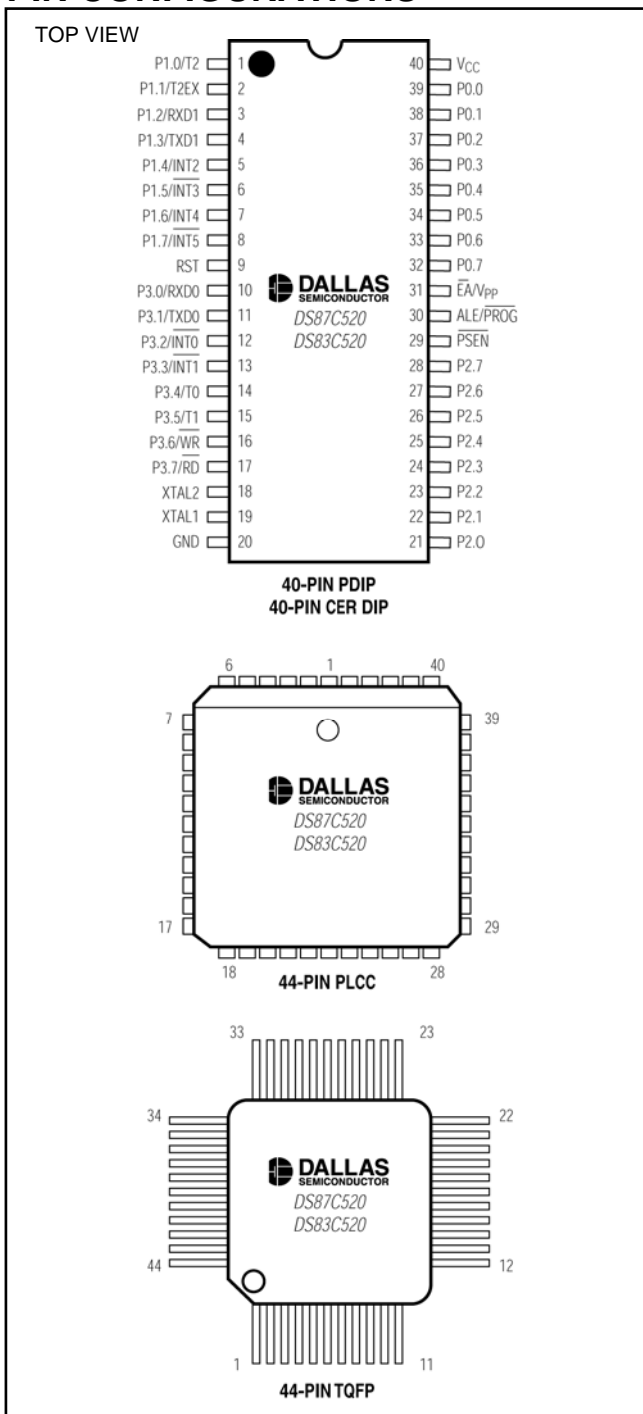 TOP VIEW
P1.0/T2 1 40 VCC
P1.1/T2EX 2 39 P0.0
P1.2/RXD1 3 38 P0.1
P1.3/TXD1 4 37 P0.2
P1.4/INT2 5 36 P0.3
P1.5/INT3 6 35 P0.4
P1.6/INT4 7 34 P0.5
P1.7/INT5 8 33 P0.6
RST 9 32 P0.7
P3.0/RXD0 10 DALLAS 31 EA/VPP
SEMICONDUCTOR
P3.1/TXD0 11 DS87C520 30 ALE/PROG
P3.2/INT0 12 DS83C520 29 PSEN
P3.3/INT1 13 28 P2.7
P3.4/T0 14 27 P2.6
P3.5/T1 15 26 P2.5
P3.6/WR 16 25 P2.4
P3.7/RD 17 24 P2.3
XTAL2 18 23 P2.2
XTAL1 19 22 P2.1
GND 20 21 P2.0
40-PIN PDIP
40-PIN CER DIP
6 1 40
7 39
DALLAS
SEMICONDUCTOR
DS87C520
DS83C520
17 29
18 28
44-PIN PLCC
33 23
34 22
DALLAS
SEMICONDUCTOR
DS87C520
DS83C520
44 12
1 11
44-PIN TQFP